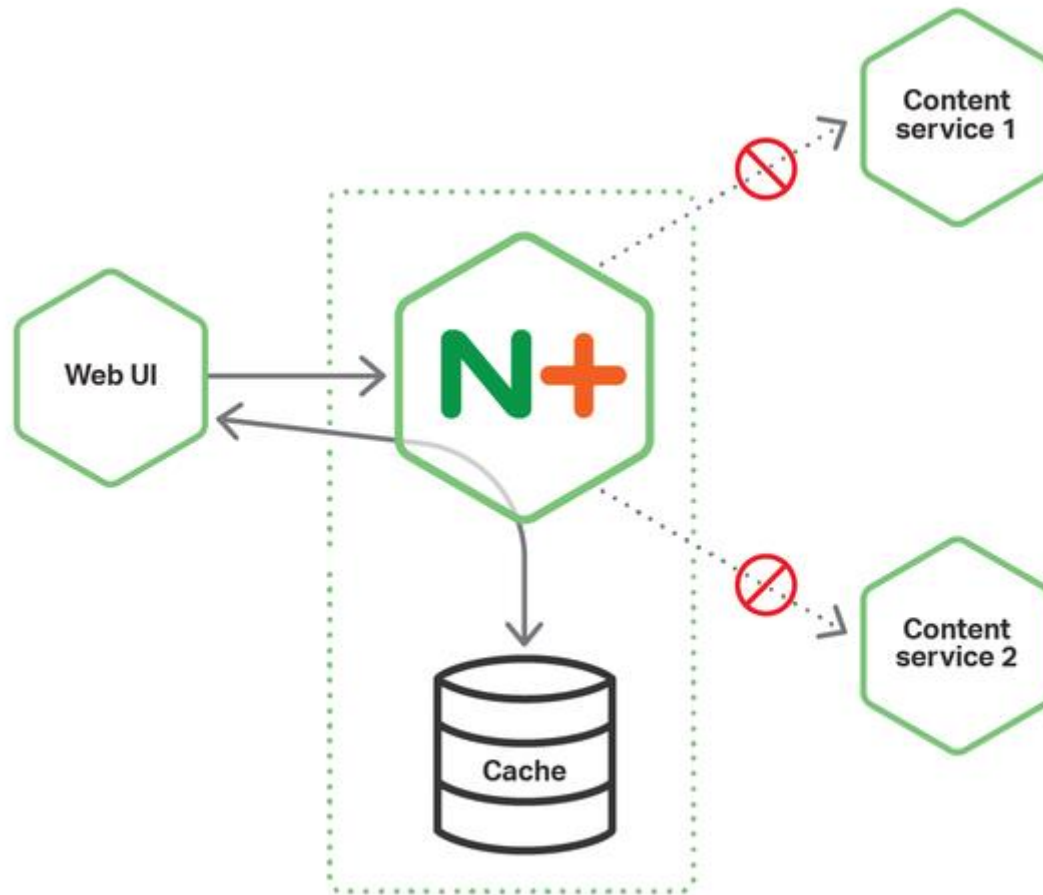 Content
service 1
Web UI
N+
Content
service 2
Cache